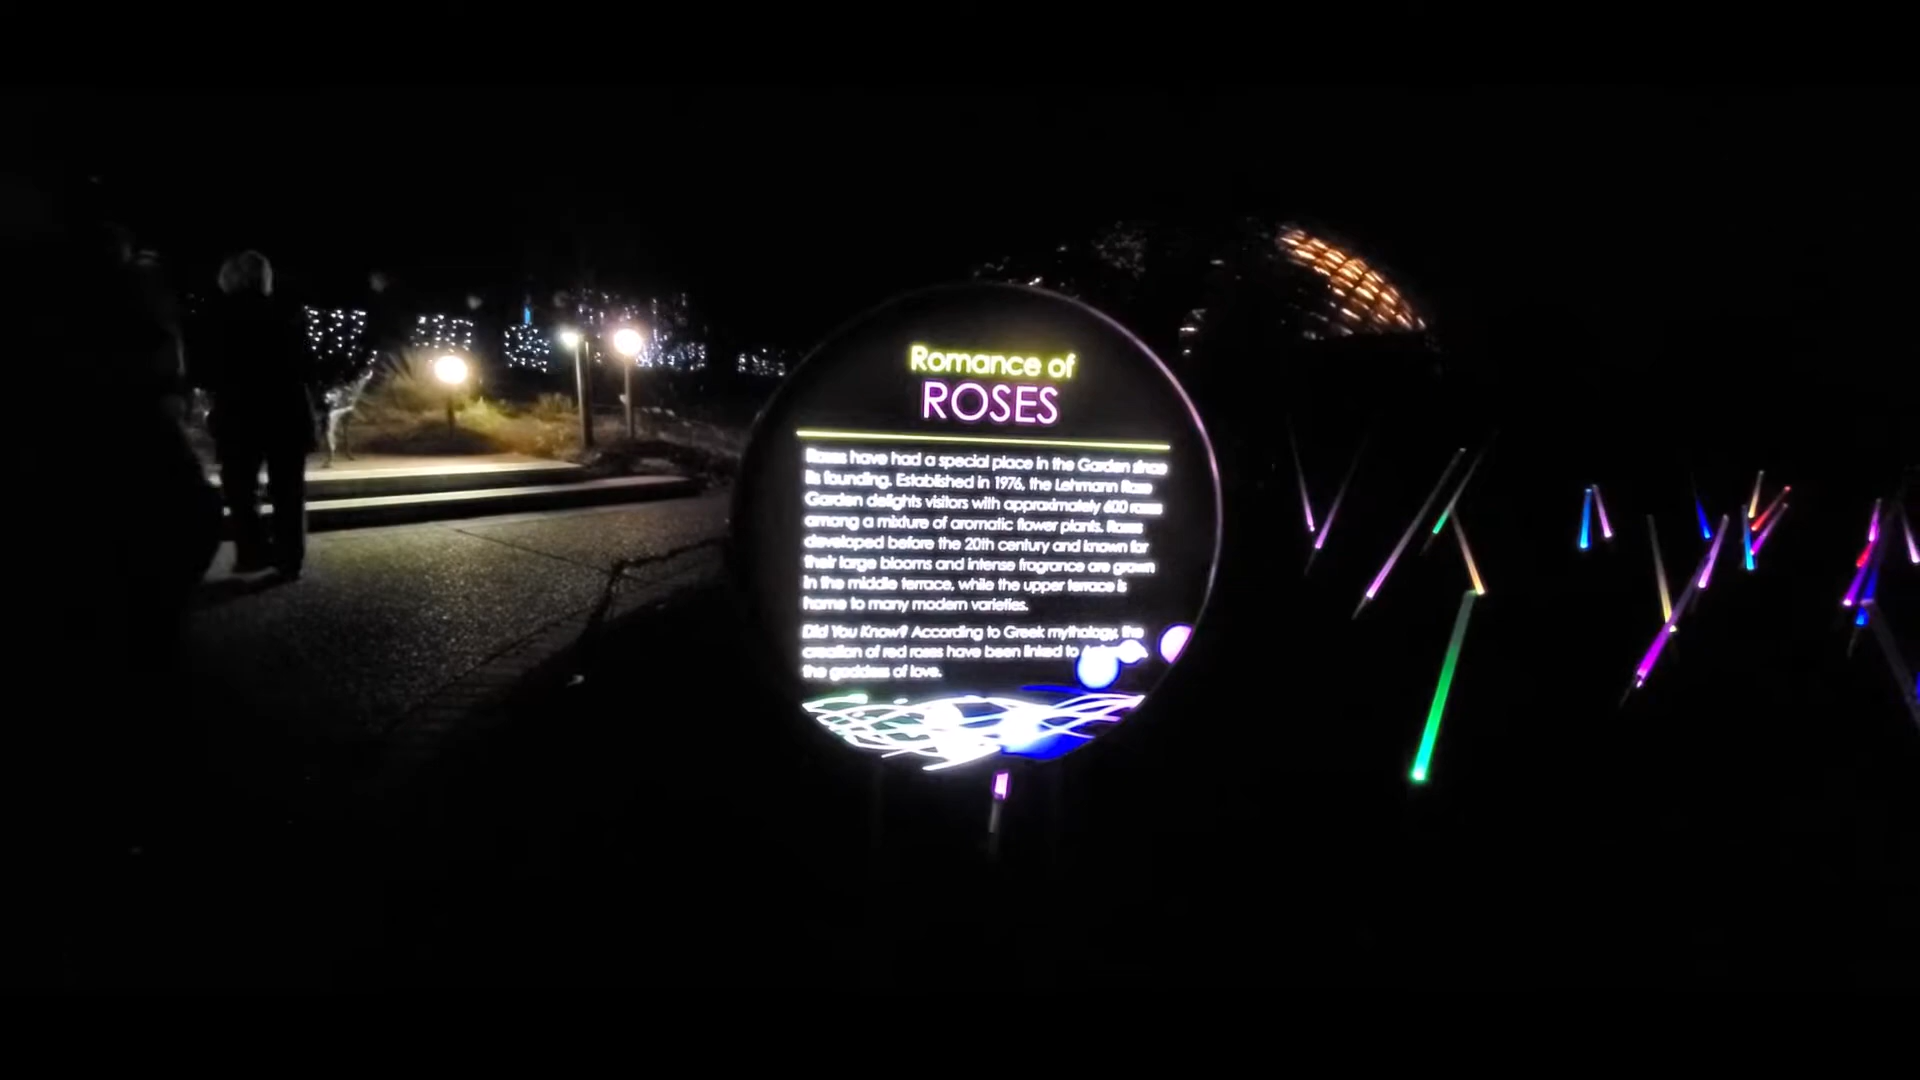 Romance of
ROSES
Roses have had a special place in the Garden since
its founding. Established in 1976, the Lehmann Rose
Garden delights visitors with approximately 600 roses
among a mixture of aromatic flower plants. Roses
developed before the 20th century and known for
their large blooms and intense fragrance are grown
in the middle terrace, while the upper terrace is
home to many modern varieties.
Did You Know? According to Greek mythology, the
creation of red roses have been linked to
the goddess of love.